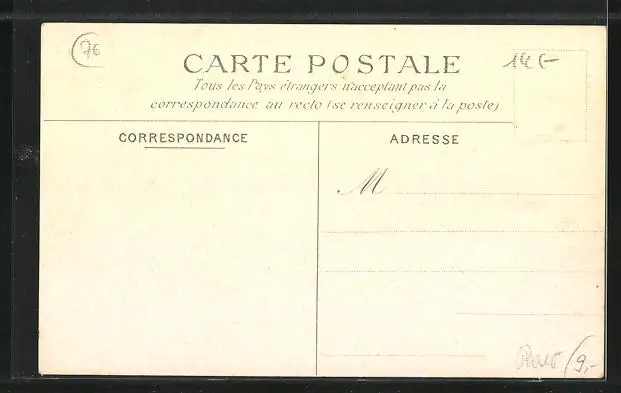 76
CARTE POSTALE
Tous les Pays étrangers n'acceptant pas la
correspondance au recto (se renseigner à la poste)
CORRESPONDANCE
ADRESSE
M
9,-